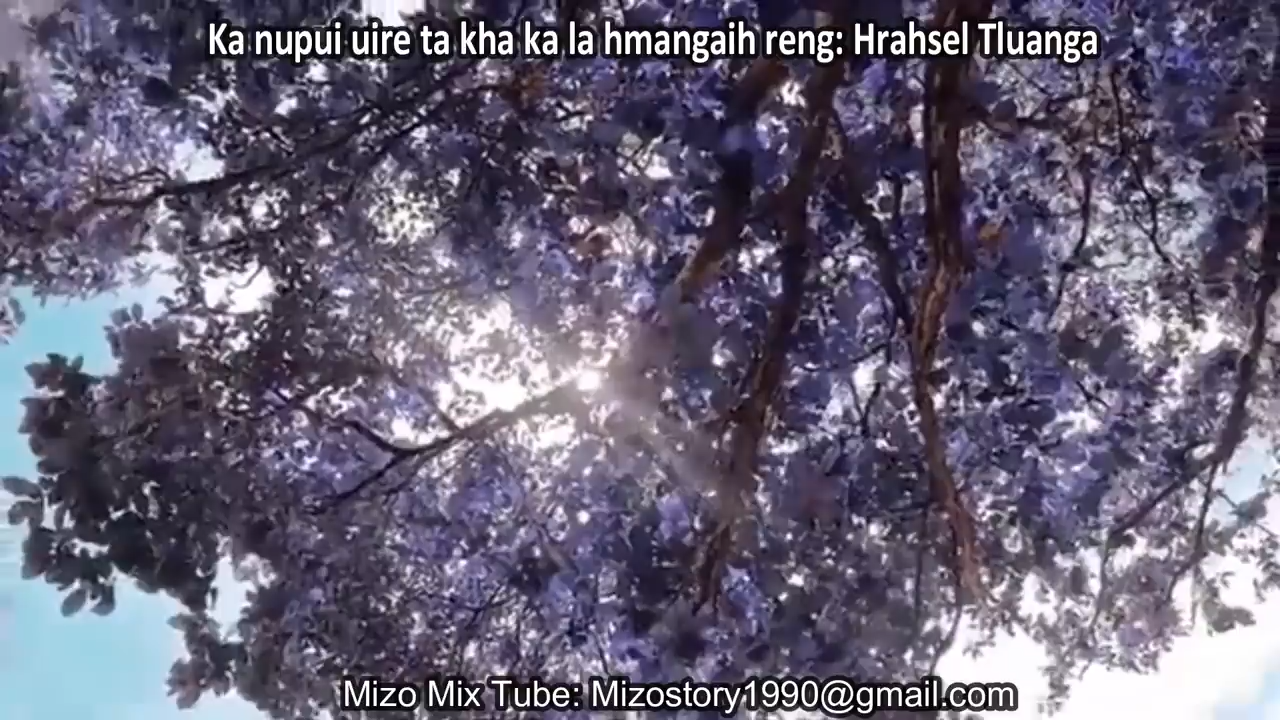 Ka nupui uire ta kha ka la hmangaih reng: Hrahsel Tluanga
Mizo Mix Tube: Mizostory1990@gmail.com